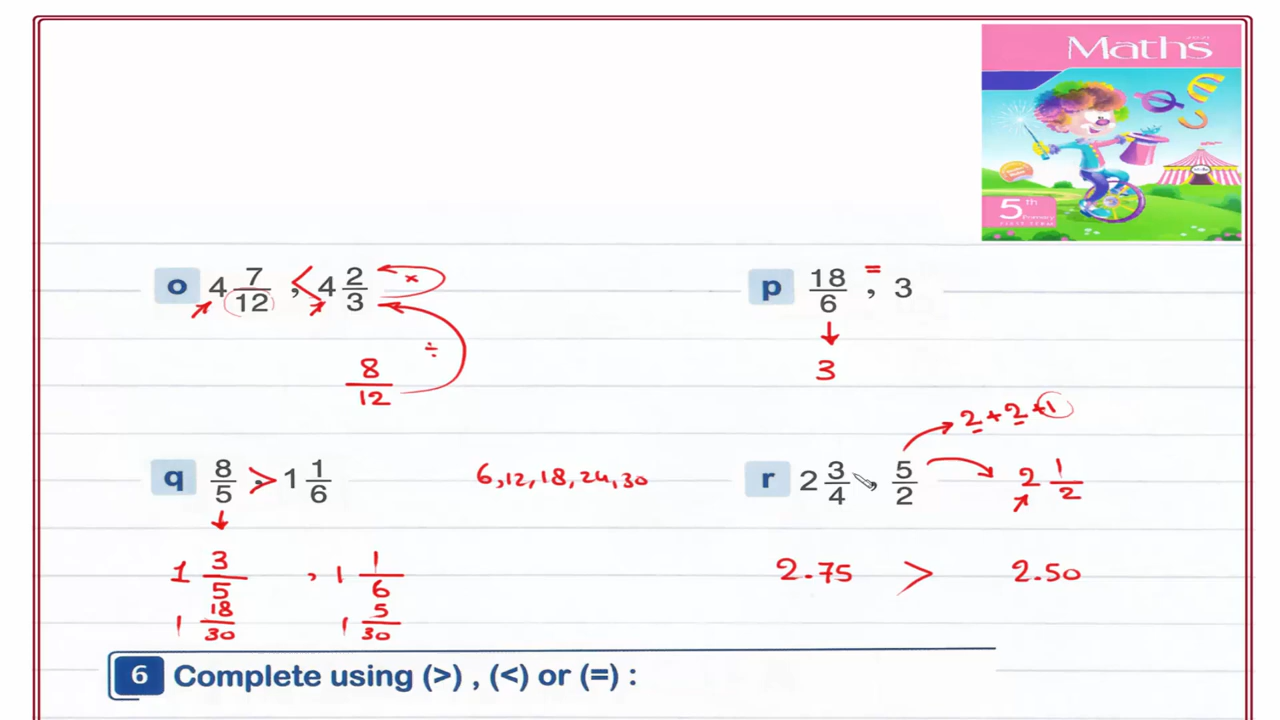 Maths
5th
Primary
o 4 7/12 , < 4 2/3 ×
÷
8/12
p 18/6 , = 3
3
q 8/5 , > 1 1/6
6,12,18,24,30
1 3/5 , 1 1/6
1 18/30 1 5/30
r 2 3/4 , 5/2
2+2+1
2 1/2
2.75 > 2.50
6 Complete using (>) , (<) or (=) :